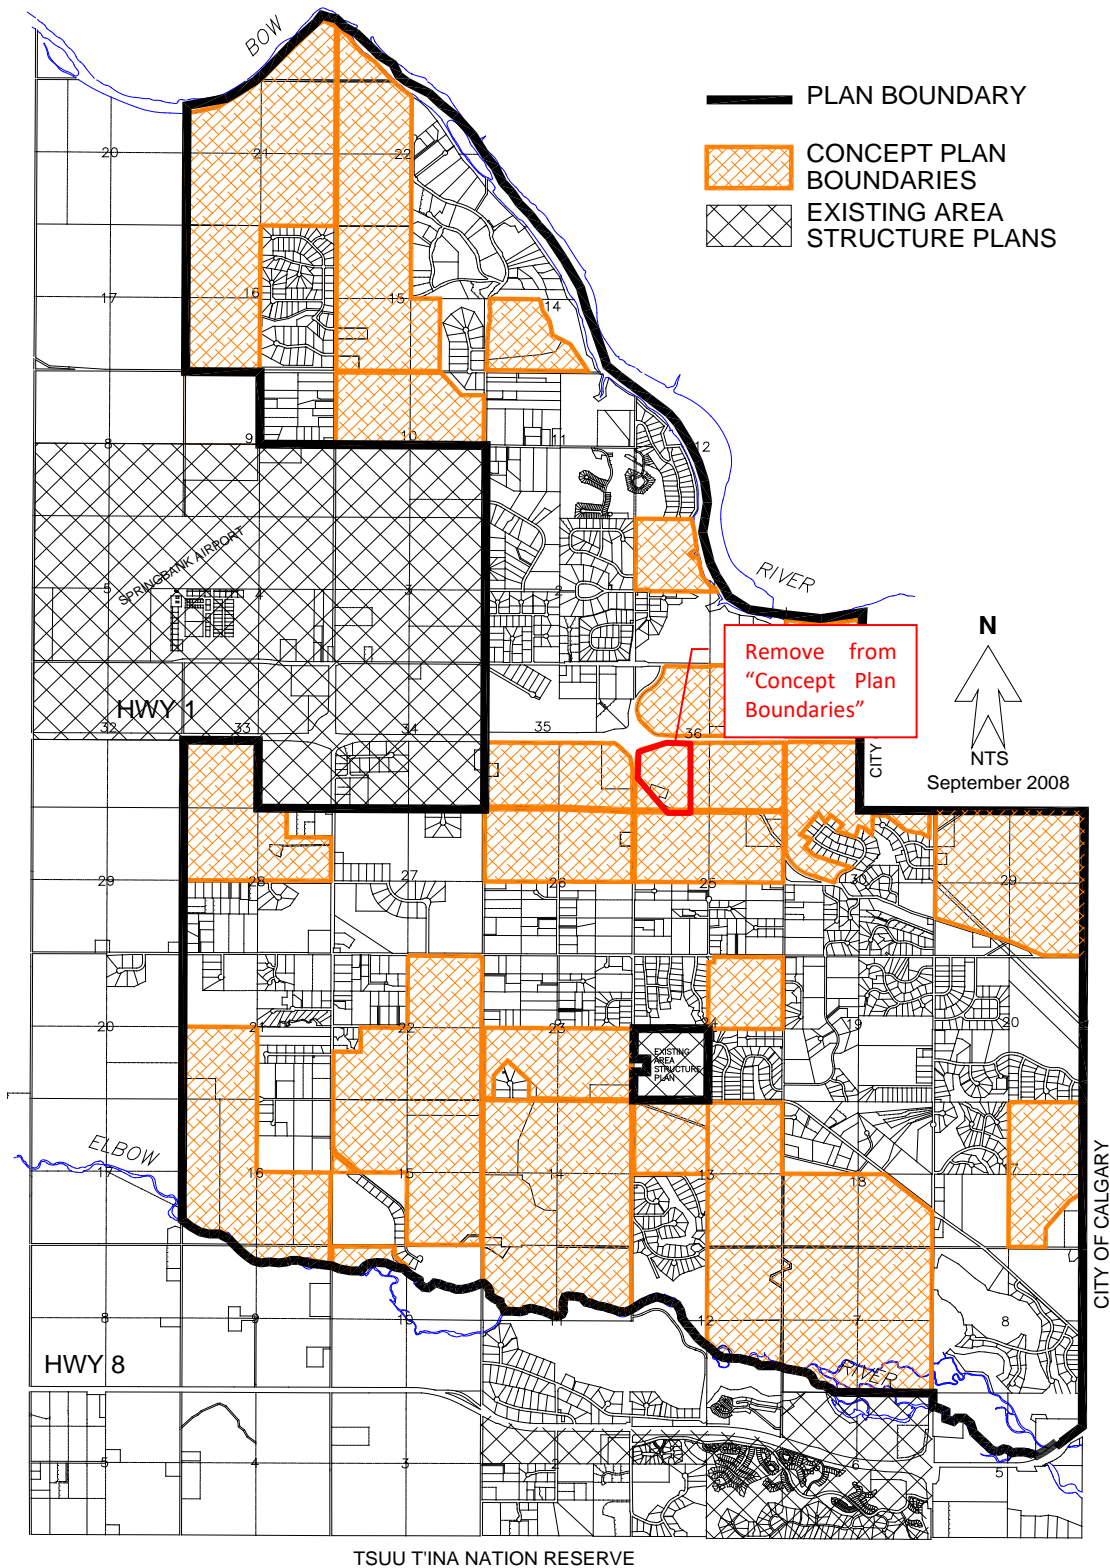 BOW
PLAN BOUNDARY
CONCEPT PLAN
BOUNDARIES
EXISTING AREA
STRUCTURE PLANS
20
21
22
17
16
15
14
8
9
10
11
12
SPRINGBANK AIRPORT
5
4
3
2
RIVER
N
NTS
September 2008
Remove from
“Concept Plan
Boundaries”
HWY 1
32
33
34
35
36
CITY
29
28
27
26
25
30
29
20
21
22
23
24
19
20
EXISTING
AREA
STRUCTURE
PLAN
ELBOW
17
16
15
14
13
18
17
CITY OF CALGARY
8
9
10
11
12
7
8
HWY 8
RIVER
5
4
3
2
6
5
TSUU T'INA NATION RESERVE